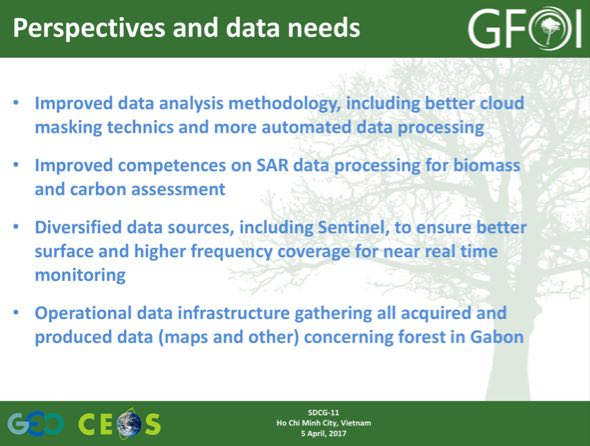 Perspectives and data needs
GFOI
• Improved data analysis methodology, including better cloud
masking technics and more automated data processing
• Improved competences on SAR data processing for biomass
and carbon assessment
• Diversified data sources, including Sentinel, to ensure better
surface and higher frequency coverage for near real time
monitoring
• Operational data infrastructure gathering all acquired and
produced data (maps and other) concerning forest in Gabon
GEO CEOS
SDCG-11
Ho Chi Minh City, Vietnam
5 April, 2017